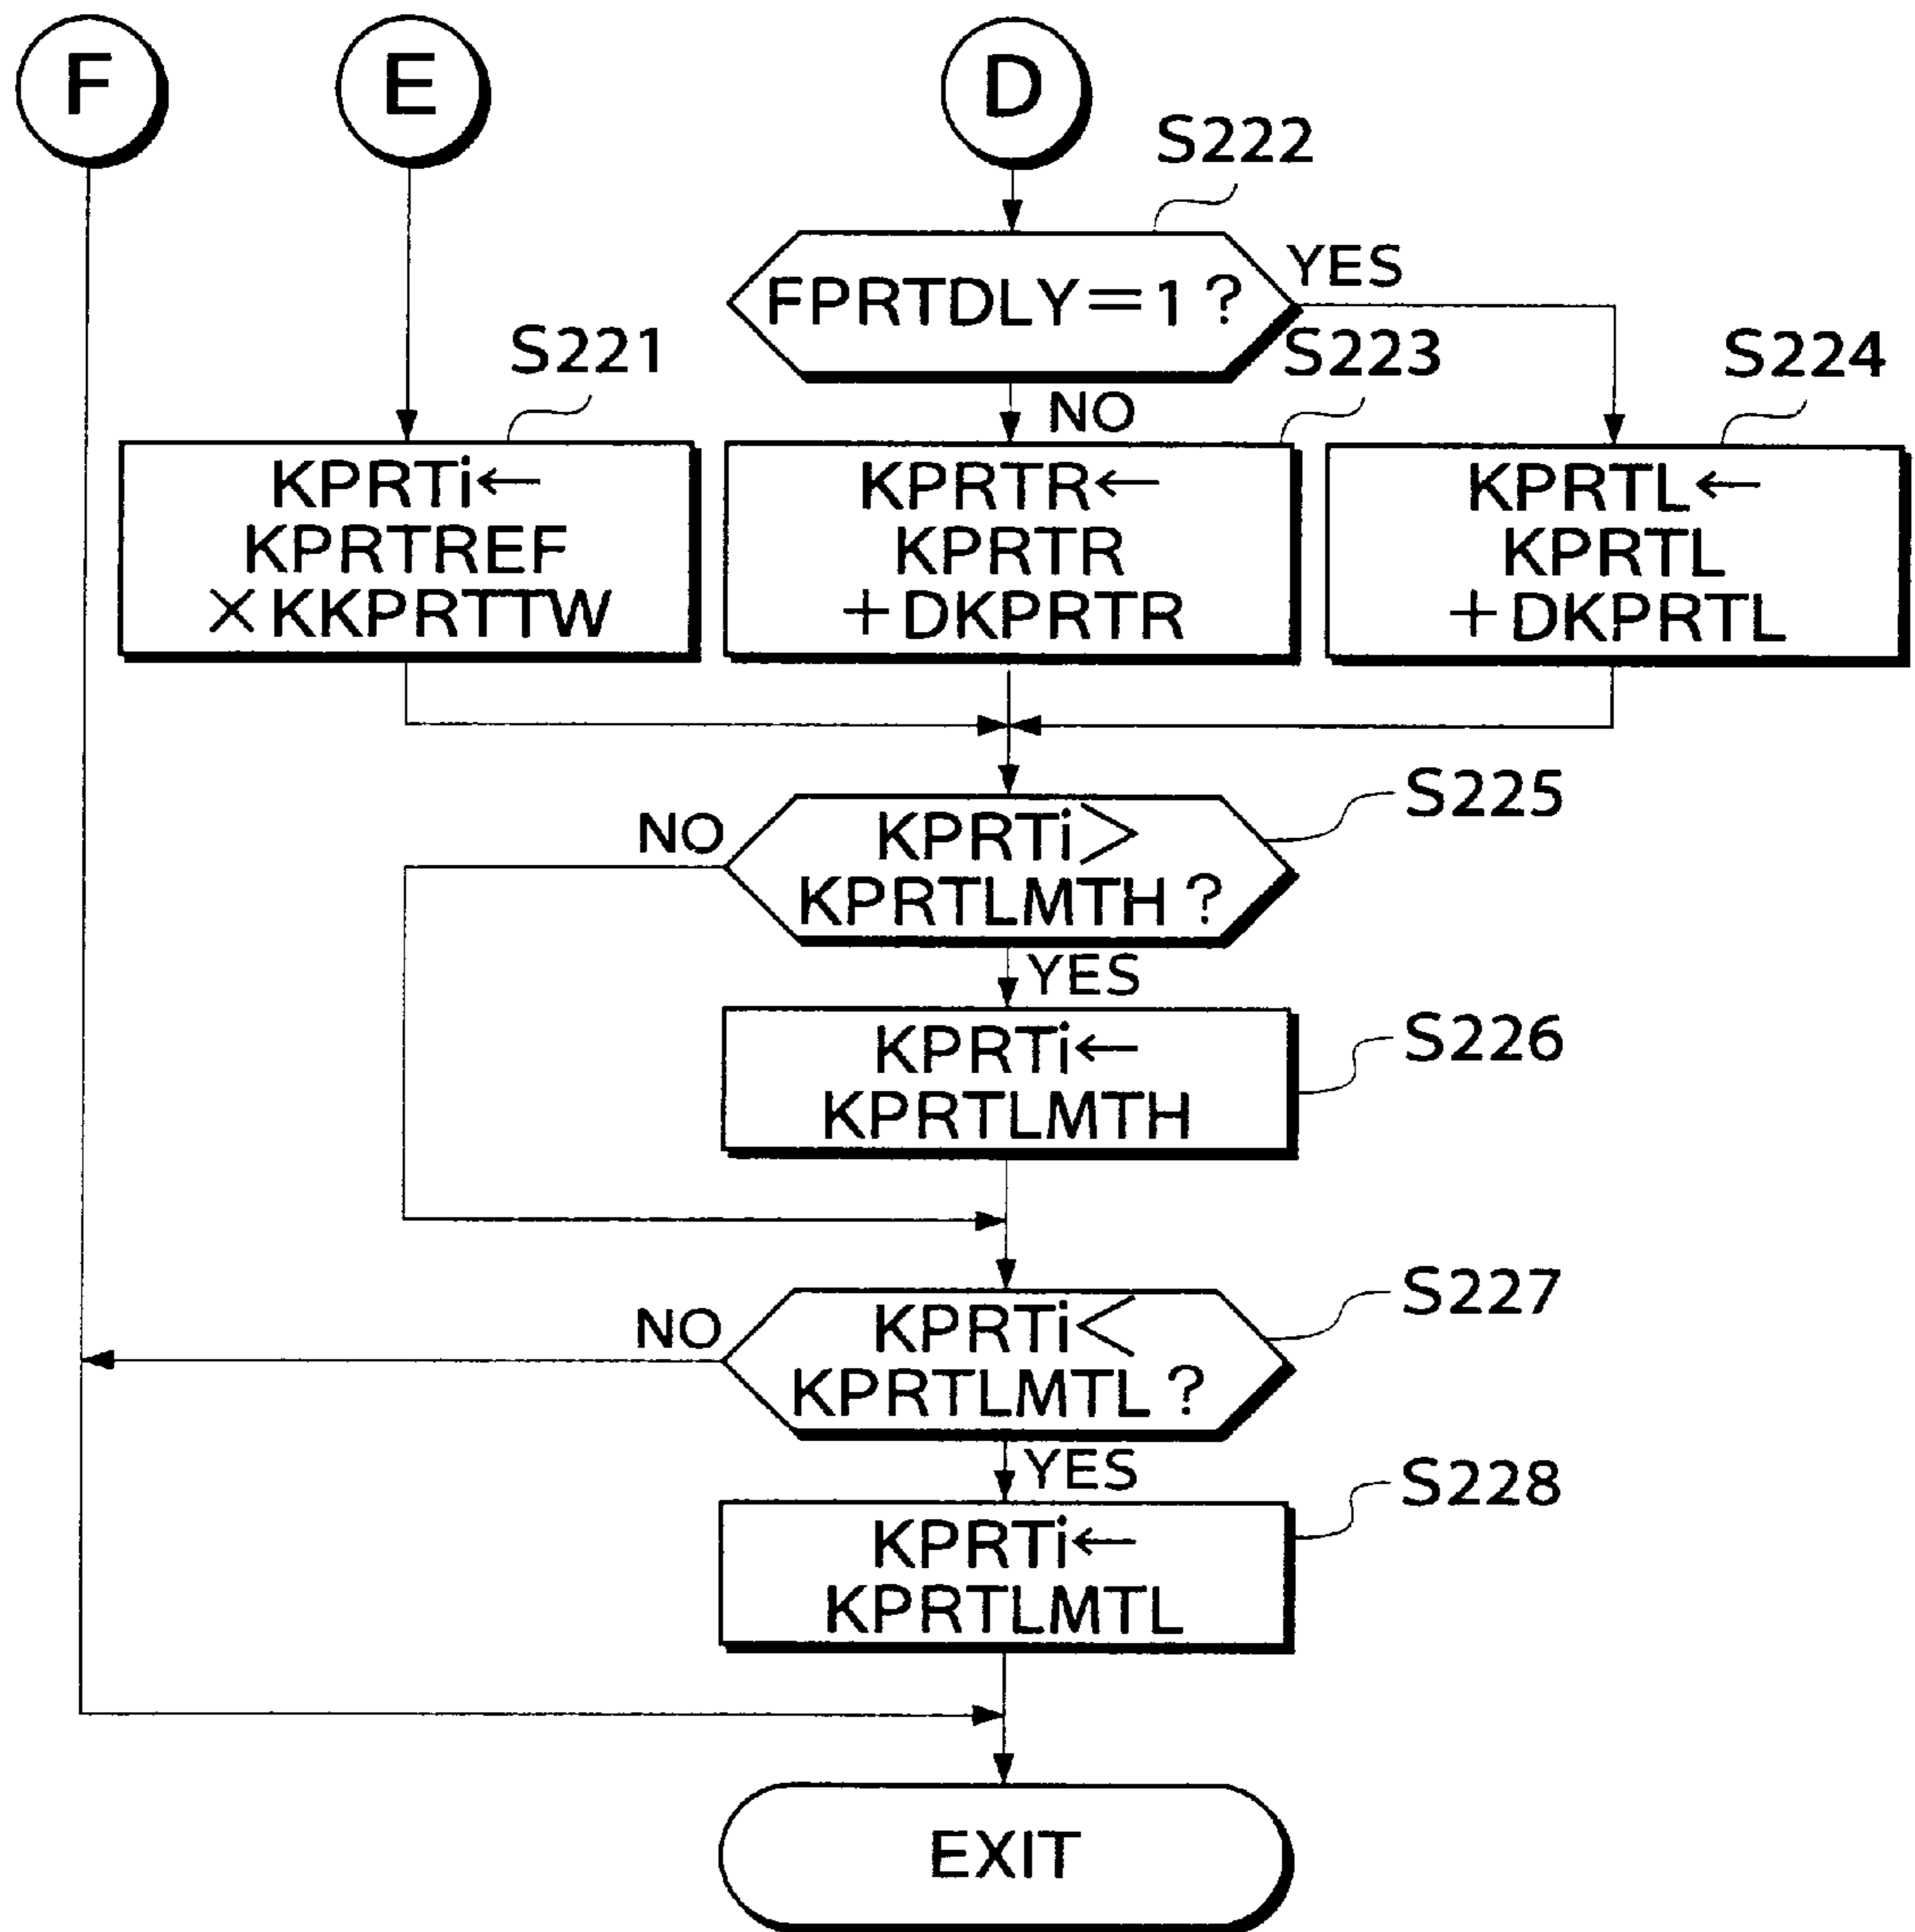 F
E
D
S222
FPRTDLY=1?
YES
S221
S223
S224
NO
KPRTi←
KPRTREF
×KKPRTTW
KPRTR←
KPRTR
+DKPRTR
KPRTL←
KPRTL
+DKPRTL
S225
NO
KPRTi>
KPRTLMTH?
YES
KPRTi←
KPRTLMTH
S226
S227
NO
KPRTi<
KPRTLMTL?
YES
S228
KPRTi←
KPRTLMTL
EXIT